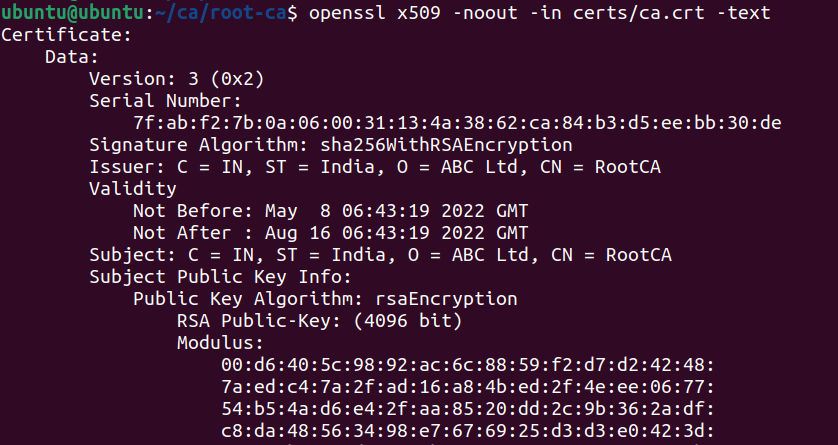 ubuntu@ubuntu:~/ca/root-ca$ openssl x509 -noout -in certs/ca.crt -text
Certificate:
    Data:
        Version: 3 (0x2)
        Serial Number:
            7f:ab:f2:7b:0a:06:00:31:13:4a:38:62:ca:84:b3:d5:ee:bb:30:de
        Signature Algorithm: sha256WithRSAEncryption
        Issuer: C = IN, ST = India, O = ABC Ltd, CN = RootCA
        Validity
            Not Before: May  8 06:43:19 2022 GMT
            Not After : Aug 16 06:43:19 2022 GMT
        Subject: C = IN, ST = India, O = ABC Ltd, CN = RootCA
        Subject Public Key Info:
            Public Key Algorithm: rsaEncryption
                RSA Public-Key: (4096 bit)
                Modulus:
                    00:d6:40:5c:98:92:ac:6c:88:59:f2:d7:d2:42:48:
                    7a:ed:c4:7a:2f:ad:16:a8:4b:ed:2f:4e:ee:06:77:
                    54:b5:4a:d6:e4:2f:aa:85:20:dd:2c:9b:36:2a:df:
                    c8:da:48:56:34:98:e7:67:69:25:d3:d3:e0:42:3d: